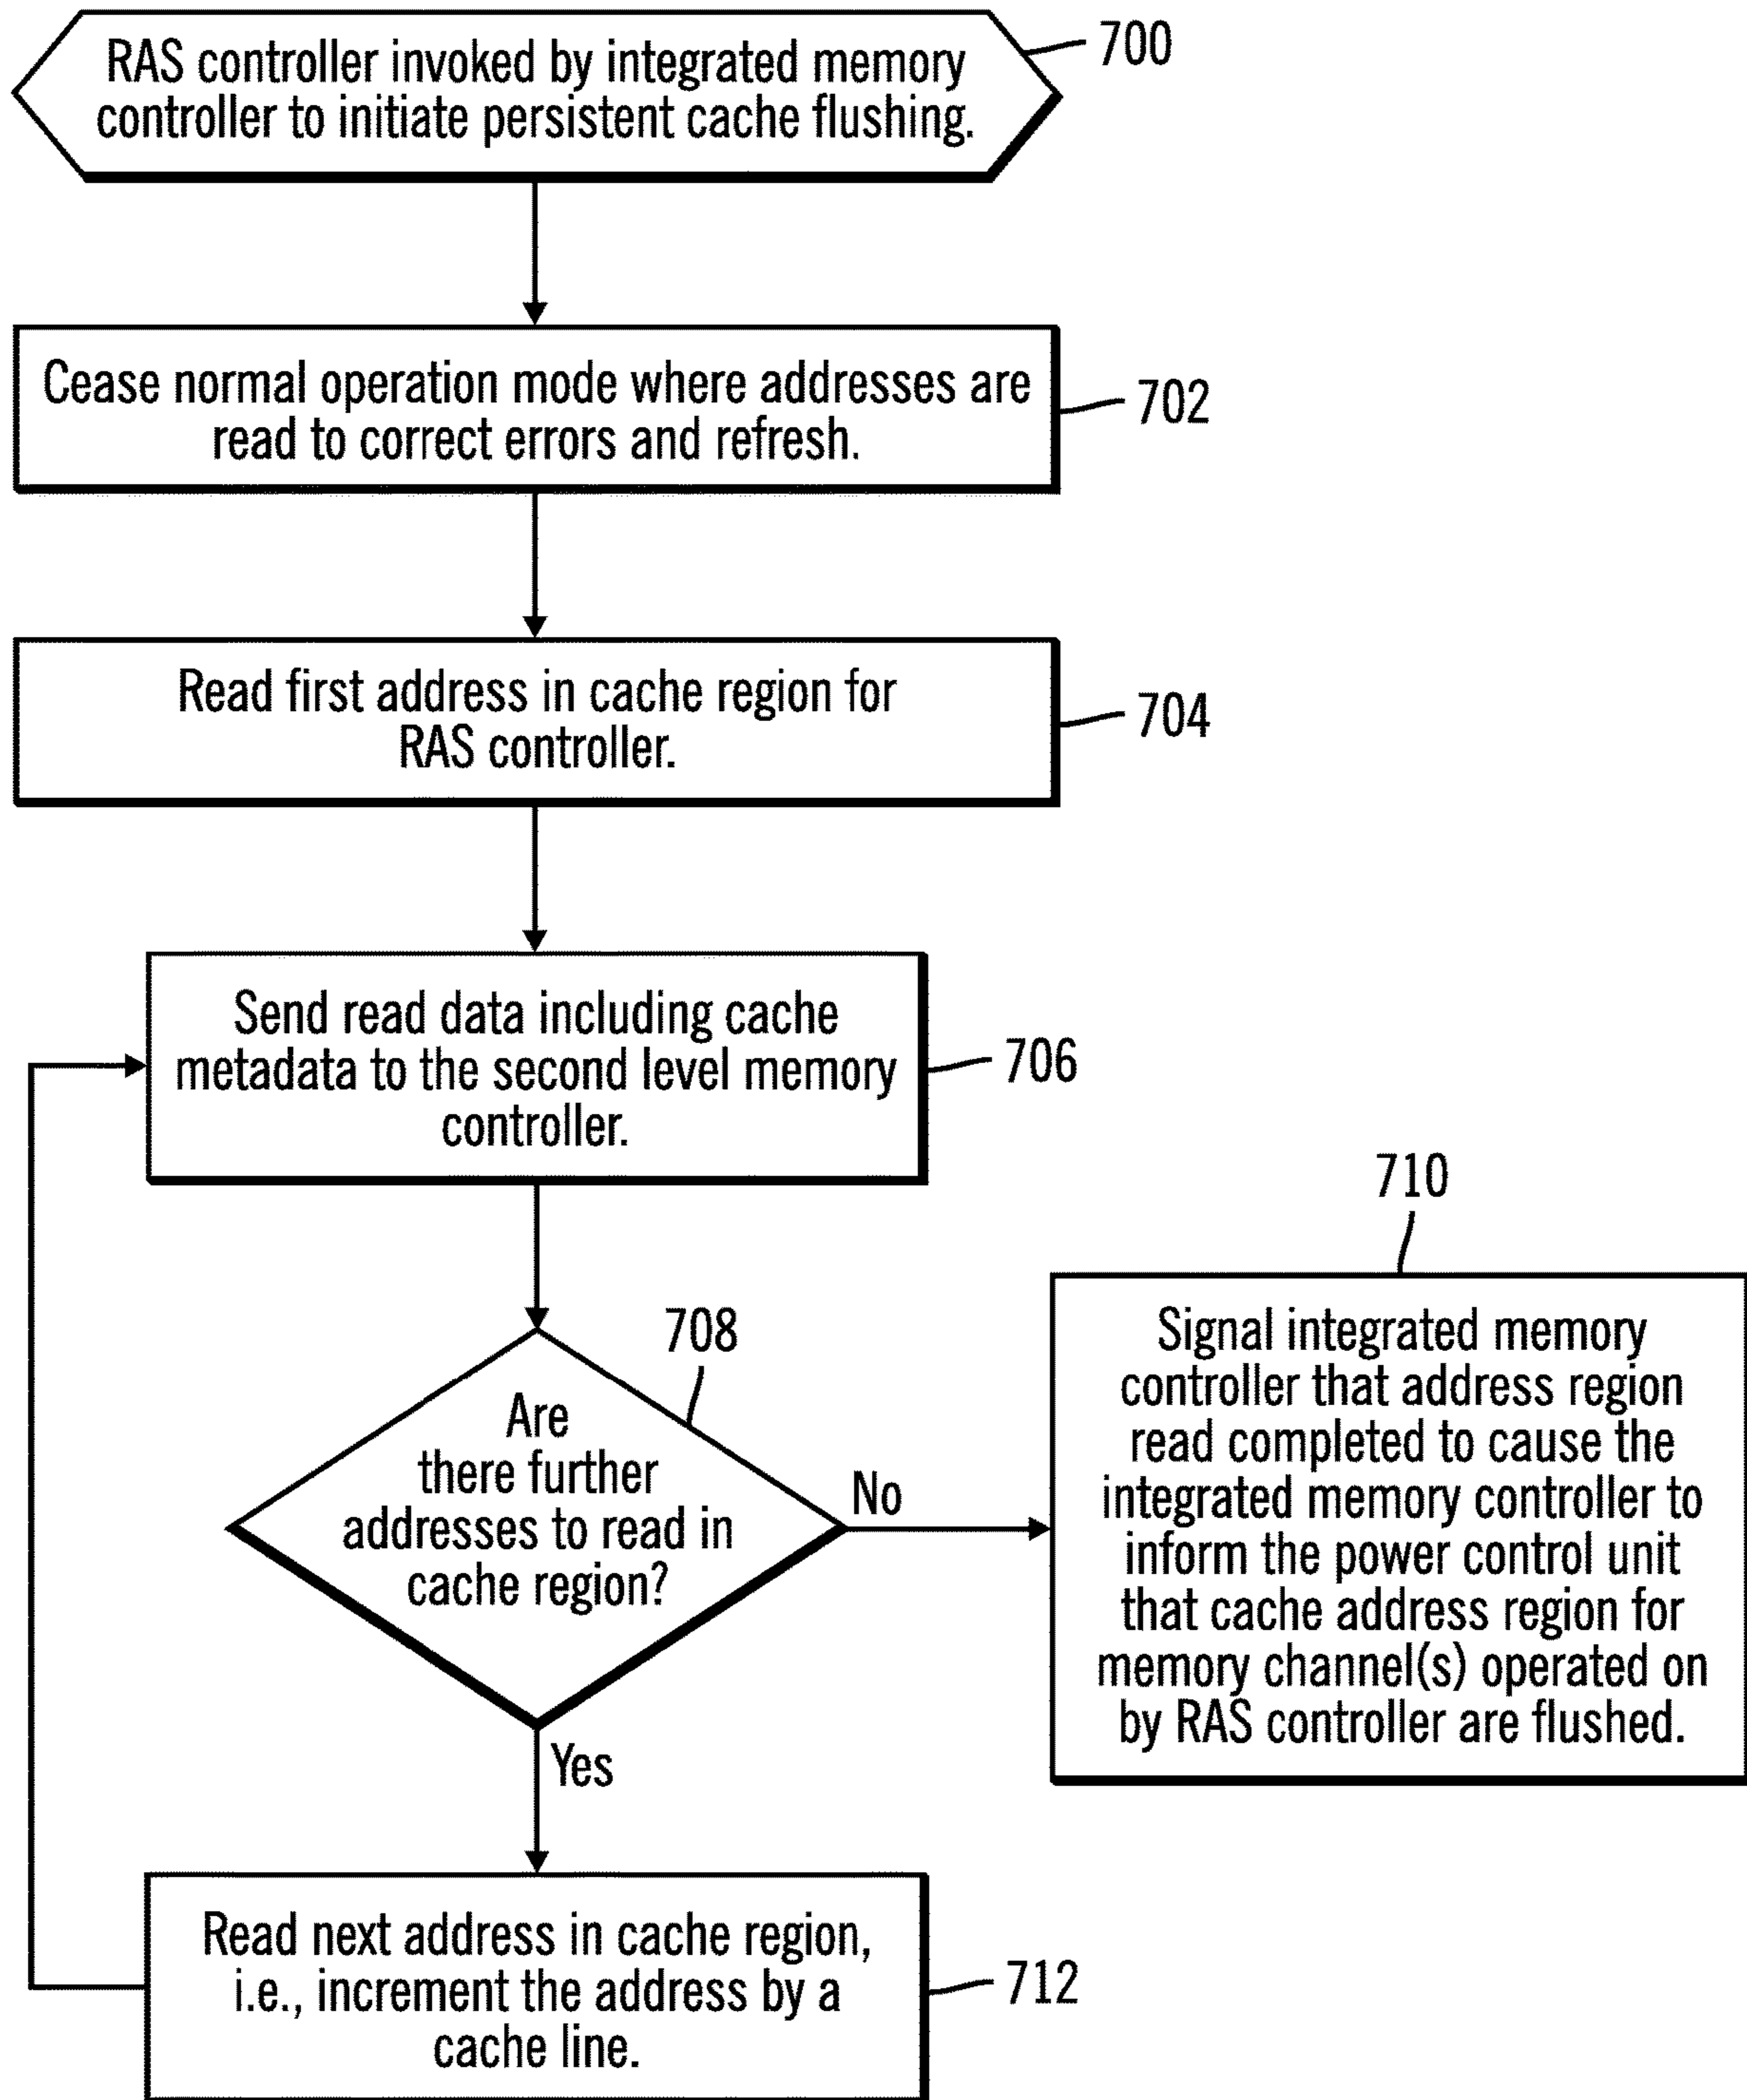 RAS controller invoked by integrated memory
controller to initiate persistent cache flushing.
700
Cease normal operation mode where addresses are
read to correct errors and refresh.
702
Read first address in cache region for
RAS controller.
704
Send read data including cache
metadata to the second level memory
controller.
706
708
Are
there further
addresses to read in
cache region?
No
Yes
710
Signal integrated memory
controller that address region
read completed to cause the
integrated memory controller to
inform the power control unit
that cache address region for
memory channel(s) operated on
by RAS controller are flushed.
Read next address in cache region,
i.e., increment the address by a
cache line.
712